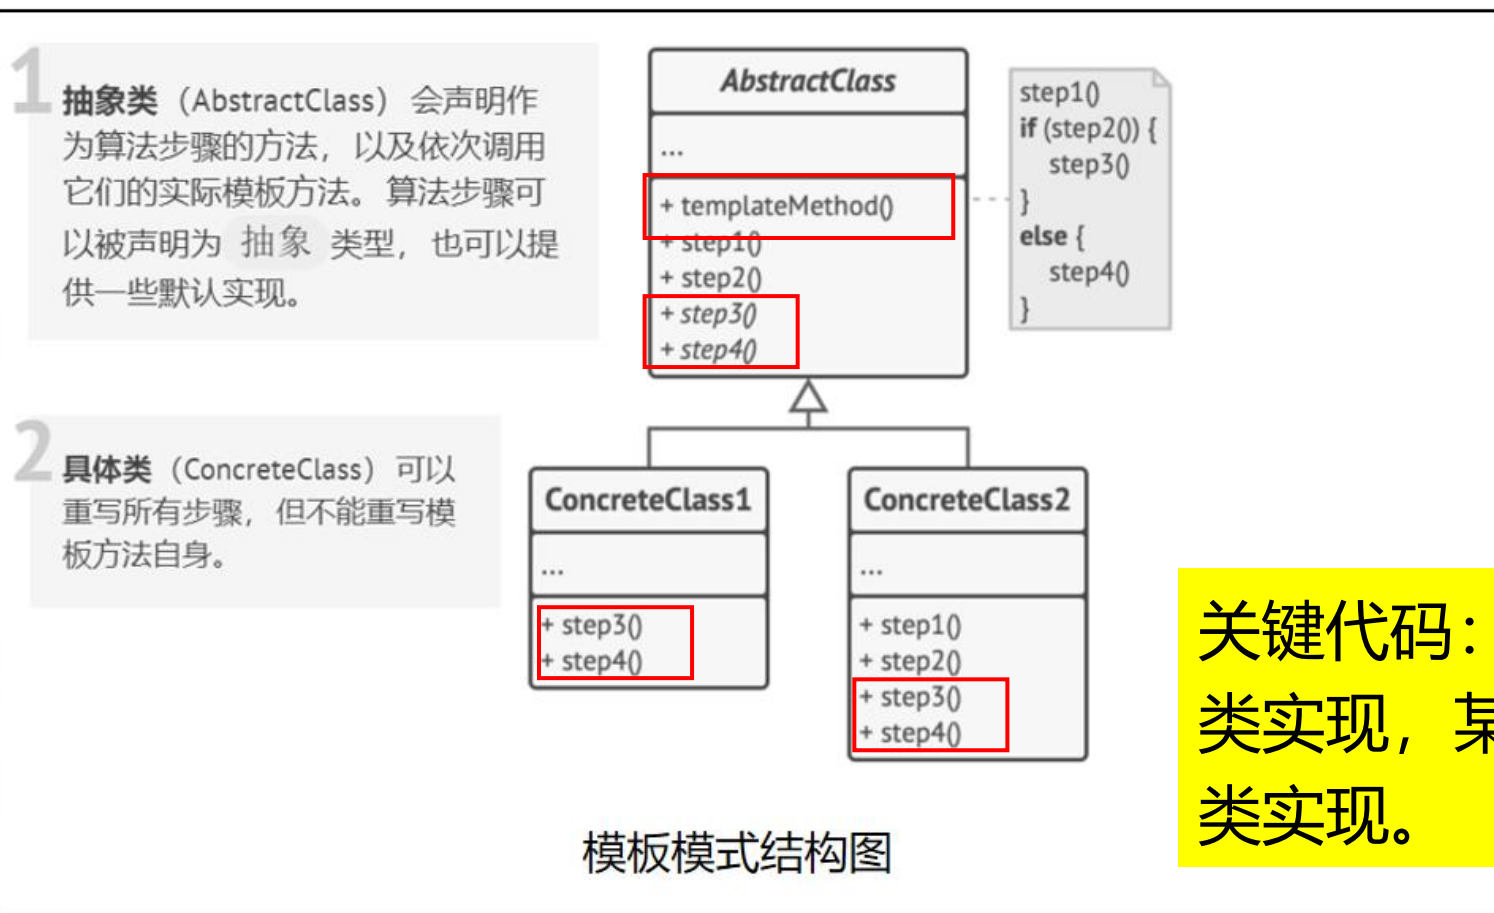 1
抽象类（AbstractClass）会声明作
为算法步骤的方法，以及依次调用
它们的实际模板方法。算法步骤可
以被声明为 抽象 类型，也可以提
供一些默认实现。
AbstractClass
...
+ templateMethod()
+ step1()
+ step2()
+ step3()
+ step4()
step1()
if (step2()) {
step3()
}
else {
step4()
}
2
具体类（ConcreteClass）可以
重写所有步骤，但不能重写模
板方法自身。
ConcreteClass1
...
+ step3()
+ step4()
ConcreteClass2
...
+ step1()
+ step2()
+ step3()
+ step4()
关键代码：
类实现，某
类实现。
模板模式结构图